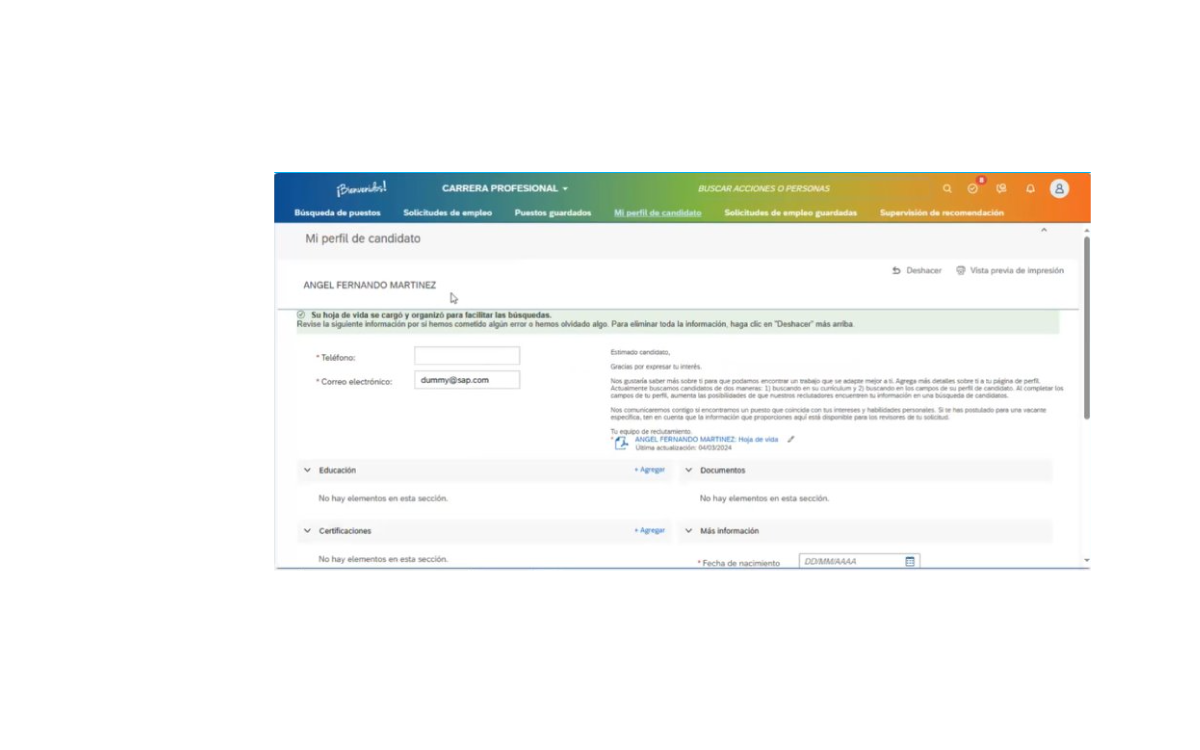 ¡Bienvenidos!
CARRERA PROFESIONAL
BUSCAR ACCIONES O PERSONAS
8
Búsqueda de puestos
Solicitudes de empleo
Puestos guardados
Mi perfil de candidato
Solicitudes de empleo guardadas
Supervisión de recomendación
Mi perfil de candidato
Deshacer
Vista previa de impresión
ANGEL FERNANDO MARTINEZ
Su hoja de vida se cargó y organizó para facilitar las búsquedas.
Revise la siguiente información por si hemos cometido algún error o hemos olvidado algo. Para eliminar toda la información, haga clic en "Deshacer" más arriba.
* Teléfono:
* Correo electrónico:
dummy@sap.com
Estimado candidato,
Gracias por expresar tu interés.
Nos gustaría saber más sobre ti para que podamos encontrar un trabajo que se adapte mejor a ti. Agrega más detalles sobre ti a tu página de perfil.
Actualmente buscamos candidatos de dos maneras: 1) buscando en su currículum y 2) buscando en los campos de su perfil de candidato. Al completar los
campos de tu perfil, aumenta las posibilidades de que nuestros reclutadores encuentren tu información en una búsqueda de candidatos.
Nos comunicaremos contigo si encontramos un puesto que coincida con tus intereses y habilidades personales. Si te has postulado para una vacante
específica, ten en cuenta que la información que proporciones aquí está disponible para los revisores de tu solicitud.
Tu equipo de reclutamiento.
* ANGEL FERNANDO MARTINEZ: Hoja de vida
Última actualización: 04/03/2024
Educación
+ Agregar
Documentos
No hay elementos en esta sección.
No hay elementos en esta sección.
Certificaciones
+ Agregar
Más información
No hay elementos en esta sección.
* Fecha de nacimiento
DD/MM/AAAA